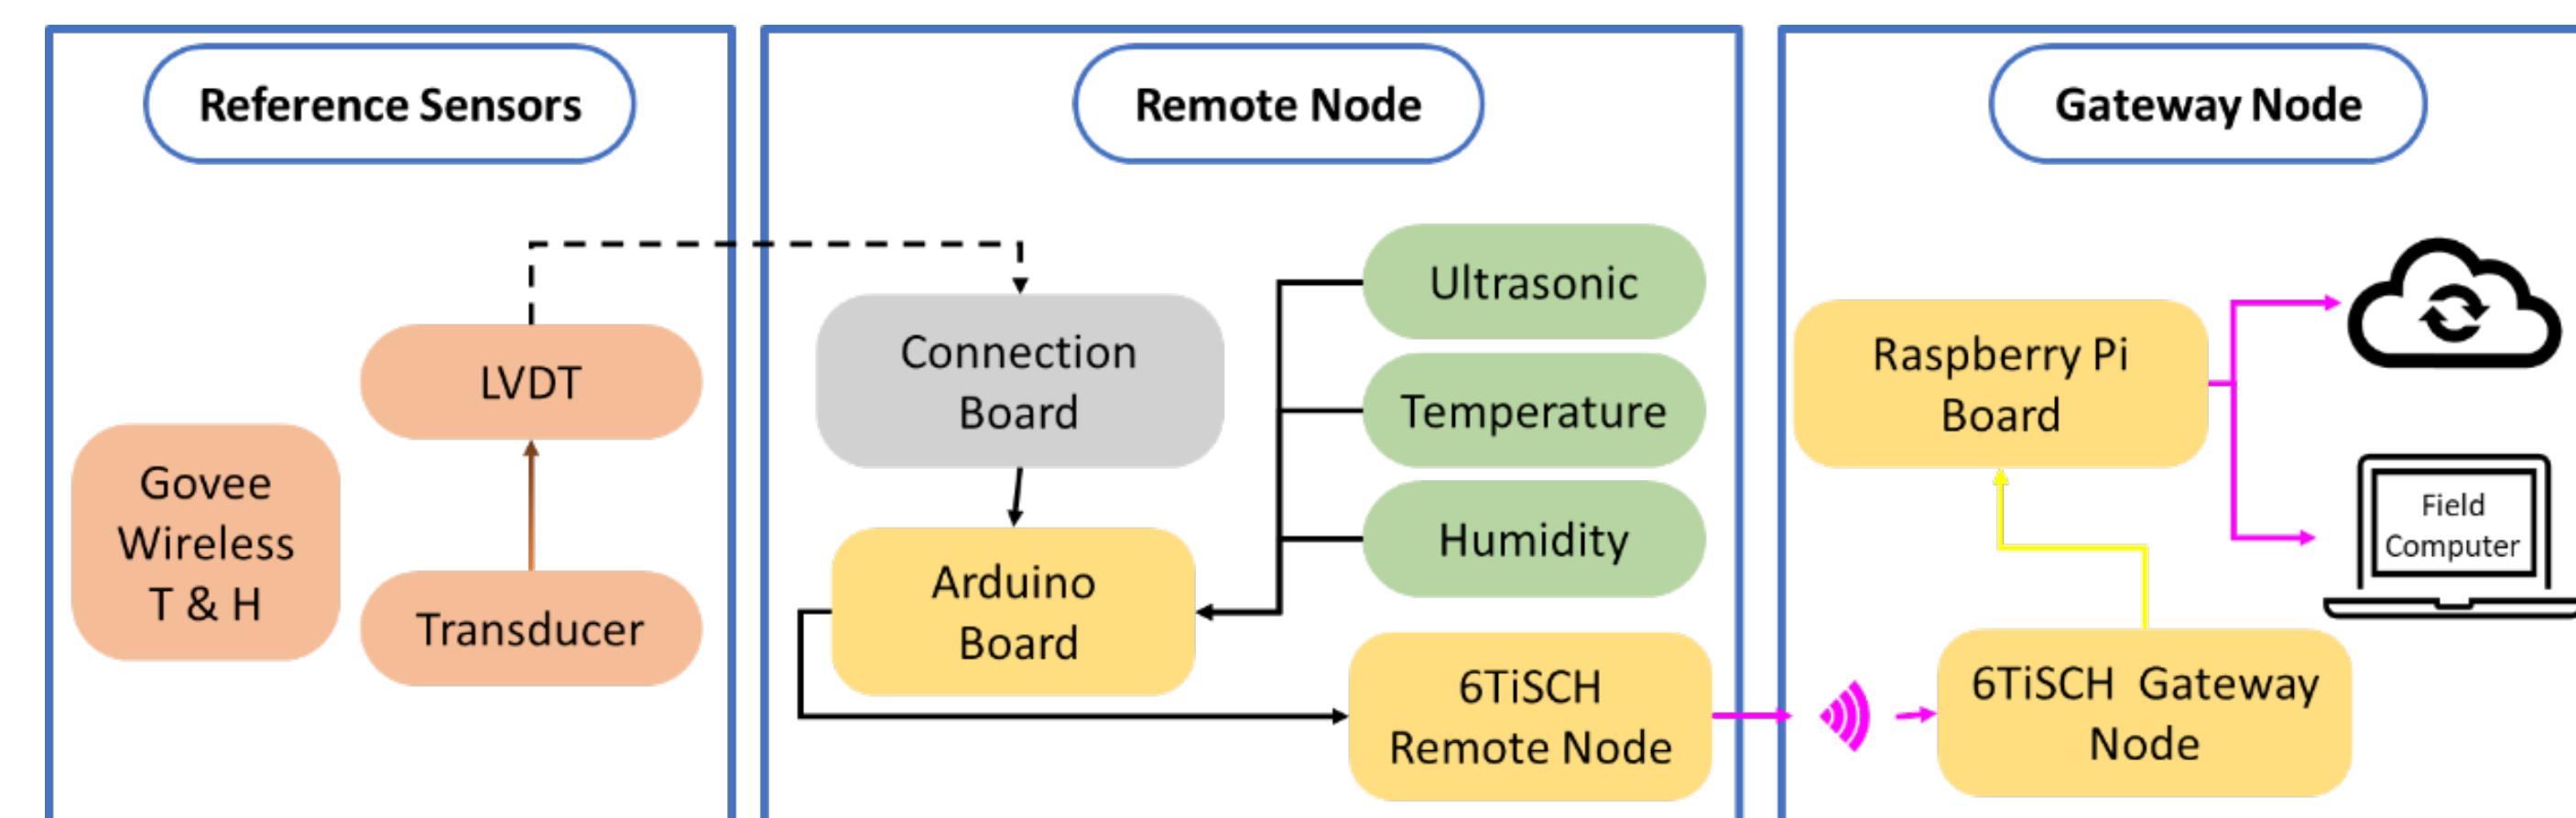 Reference Sensors
LVDT
Govee
Wireless
T & H
Transducer
Remote Node
Connection
Board
Arduino
Board
Ultrasonic
Temperature
Humidity
6TiSCH
Remote Node
Gateway Node
Raspberry Pi
Board
Field
Computer
6TiSCH Gateway
Node